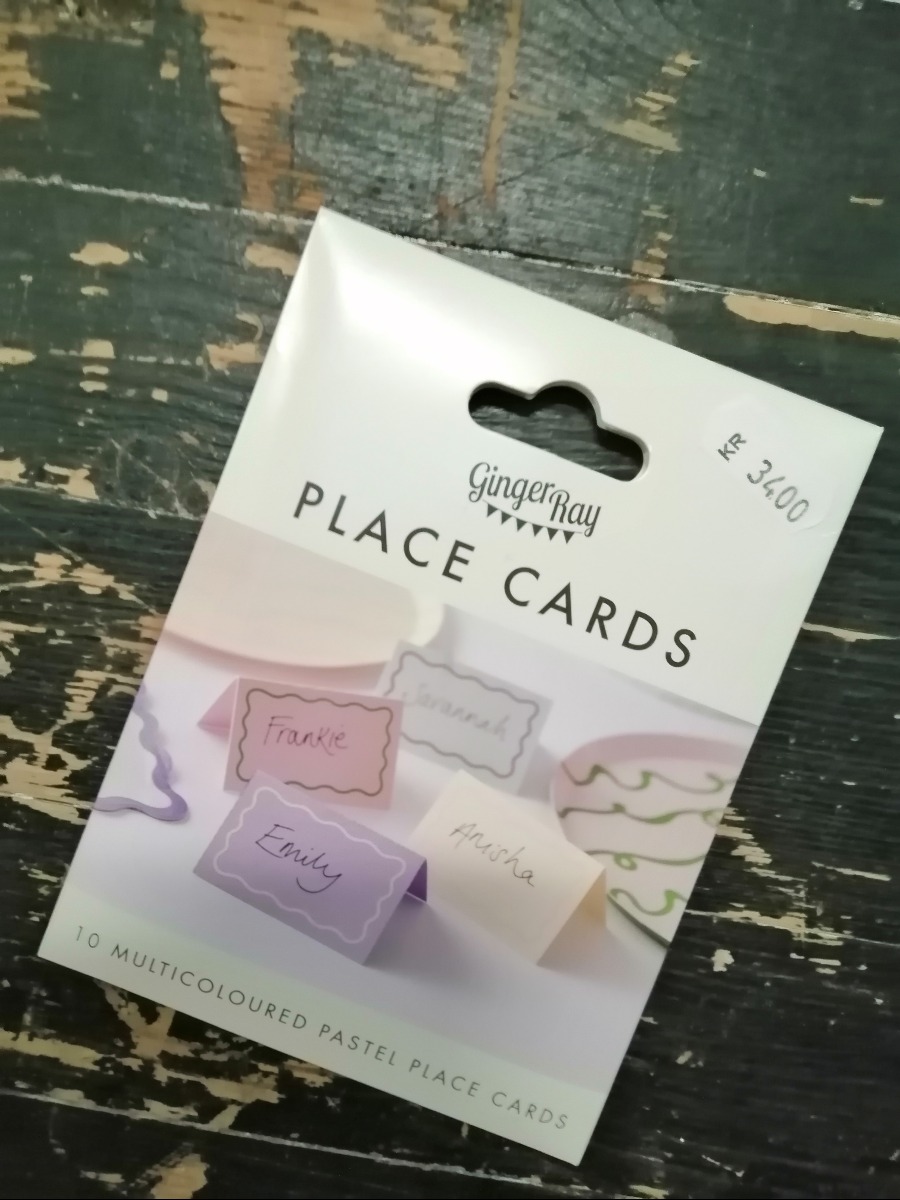 KR 34.00
Ginger
Ray
PLACE CARDS
Savannah
Frankie
Emily
Anisha
10 MULTICOLOURED PASTEL PLACE CARDS